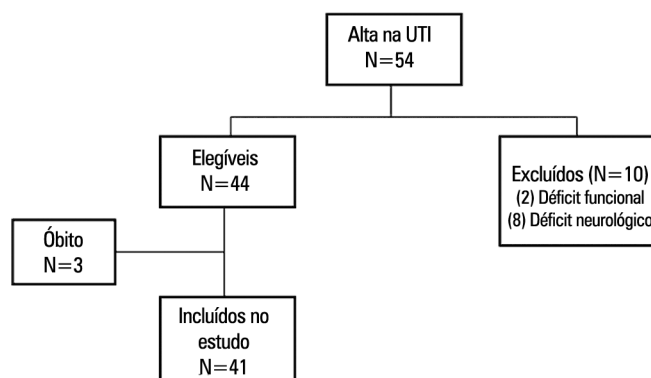 Alta na UTI
N=54
Elegíveis
N=44
Excluídos (N=10)
(2) Déficit funcional
(8) Déficit neurológico
Óbito
N=3
Incluídos no
estudo
N=41